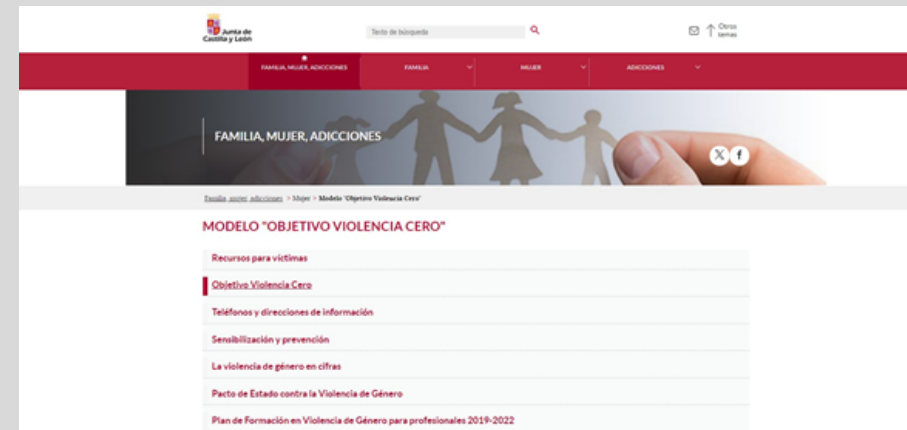 Junta de
Castilla y León
Texto de búsqueda
Otros
temas
FAMILIA, MUJER, ADICCIONES
FAMILIA
MUJER
ADICCIONES
FAMILIA, MUJER, ADICCIONES
Familia, mujer, adicciones > Mujer > Modelo "Objetivo Violencia Cero"
MODELO "OBJETIVO VIOLENCIA CERO"
Recursos para víctimas
Objetivo Violencia Cero
Teléfonos y direcciones de información
Sensibilización y prevención
La violencia de género en cifras
Pacto de Estado contra la Violencia de Género
Plan de Formación en Violencia de Género para profesionales 2019-2022